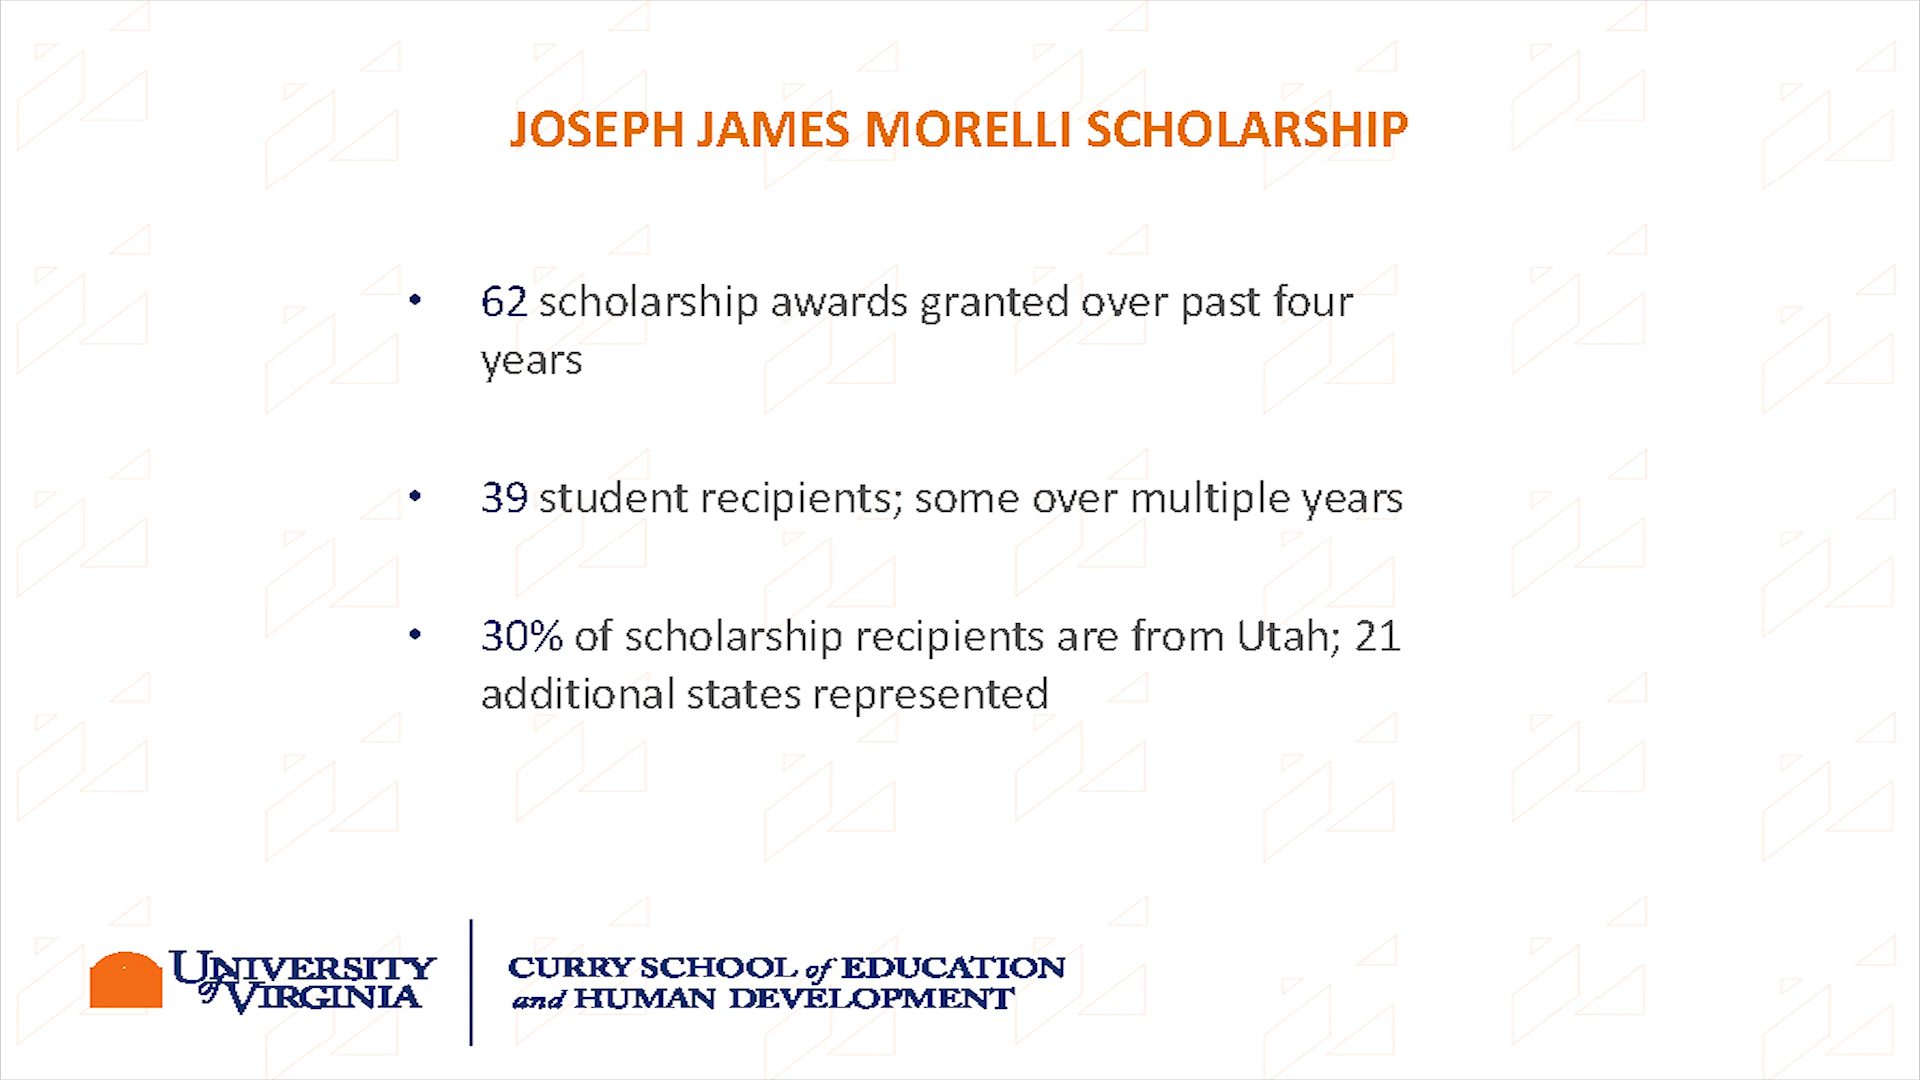 JOSEPH JAMES MORELLI SCHOLARSHIP
• 62 scholarship awards granted over past four
years
• 39 student recipients; some over multiple years
• 30% of scholarship recipients are from Utah; 21
additional states represented
UNIVERSITY
of VIRGINIA
CURRY SCHOOL of EDUCATION
and HUMAN DEVELOPMENT